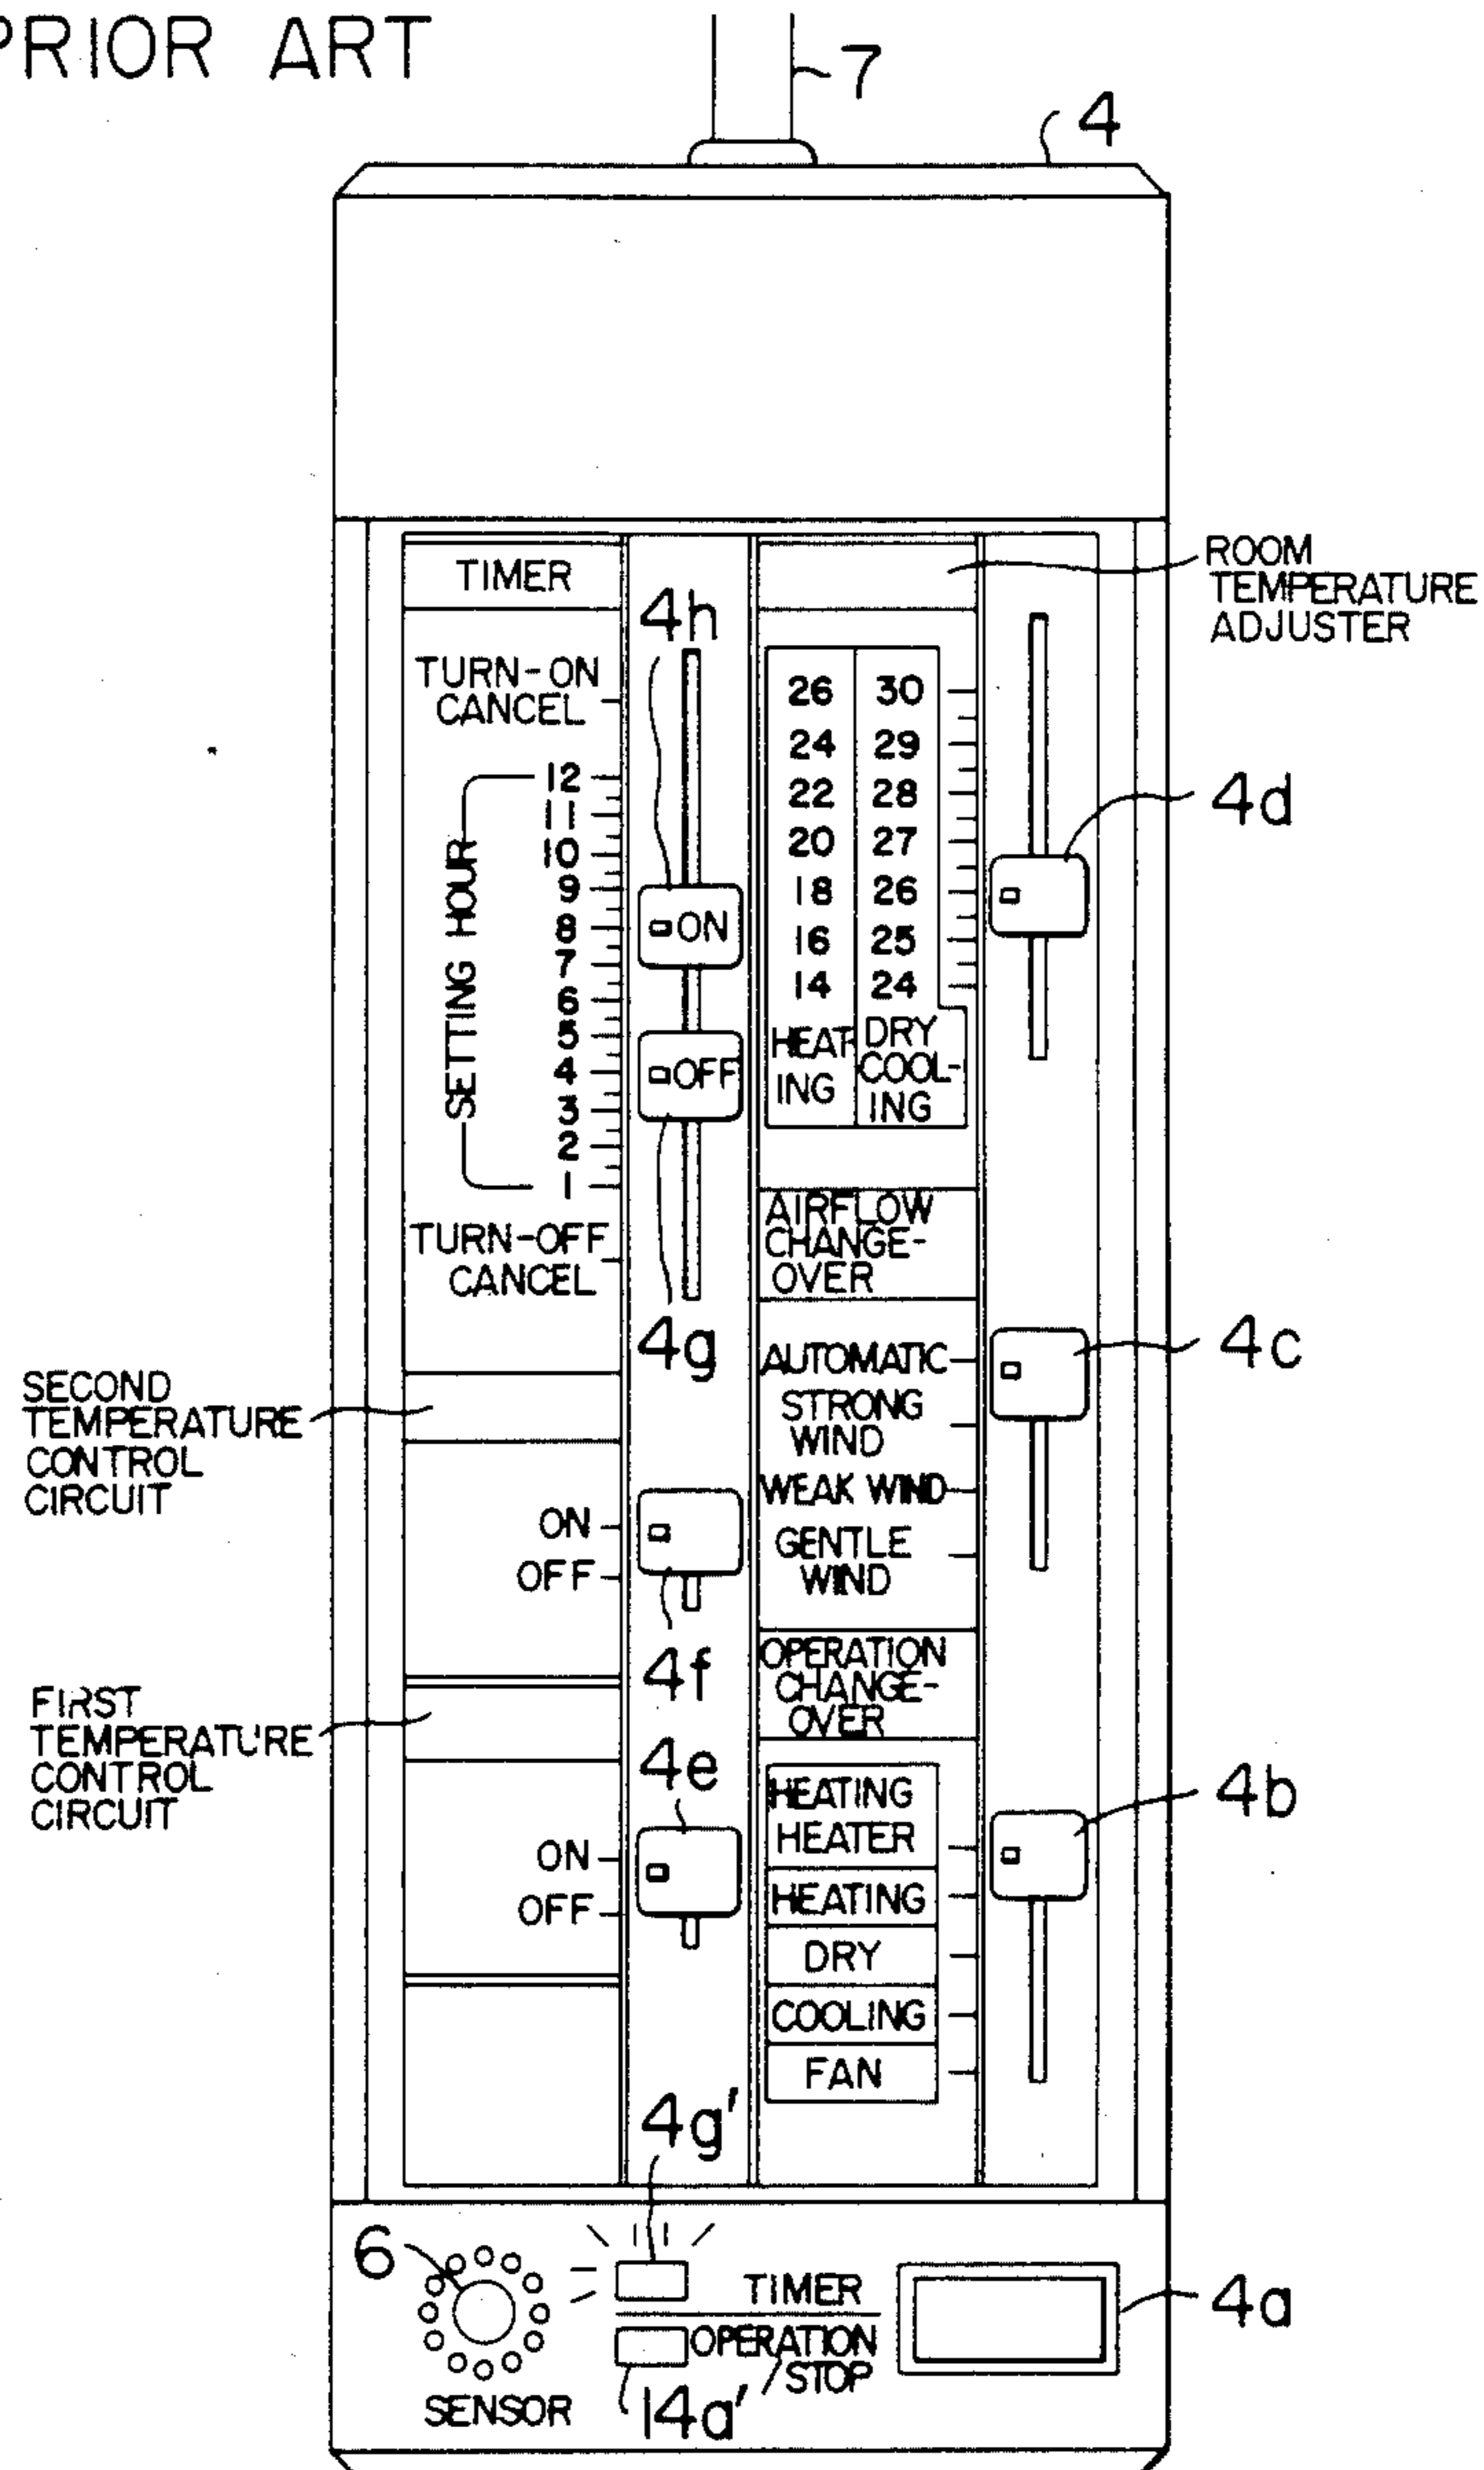 PRIOR ART
7
4
TIMER
ROOM
TEMPERATURE
ADJUSTER
4h
TURN-ON
CANCEL
12
11
10
9
8
7
6
5
4
3
2
1
SETTING HOUR
TURN-OFF
CANCEL
ON
OFF
4g
26 30
24 29
22 28
20 27
18 26
16 25
14 24
HEAT-
ING
DRY
COOL-
ING
4d
AIRFLOW
CHANGE-
OVER
AUTOMATIC
STRONG
WIND
WEAK WIND
GENTLE
WIND
4c
SECOND
TEMPERATURE
CONTROL
CIRCUIT
ON
OFF
4f
OPERATION
CHANGE-
OVER
FIRST
TEMPERATURE
CONTROL
CIRCUIT
4e
ON
OFF
HEATING
HEATER
HEATING
DRY
COOLING
FAN
4b
4g'
6
TIMER
OPERATION
/STOP
4a
SENSOR
14a'